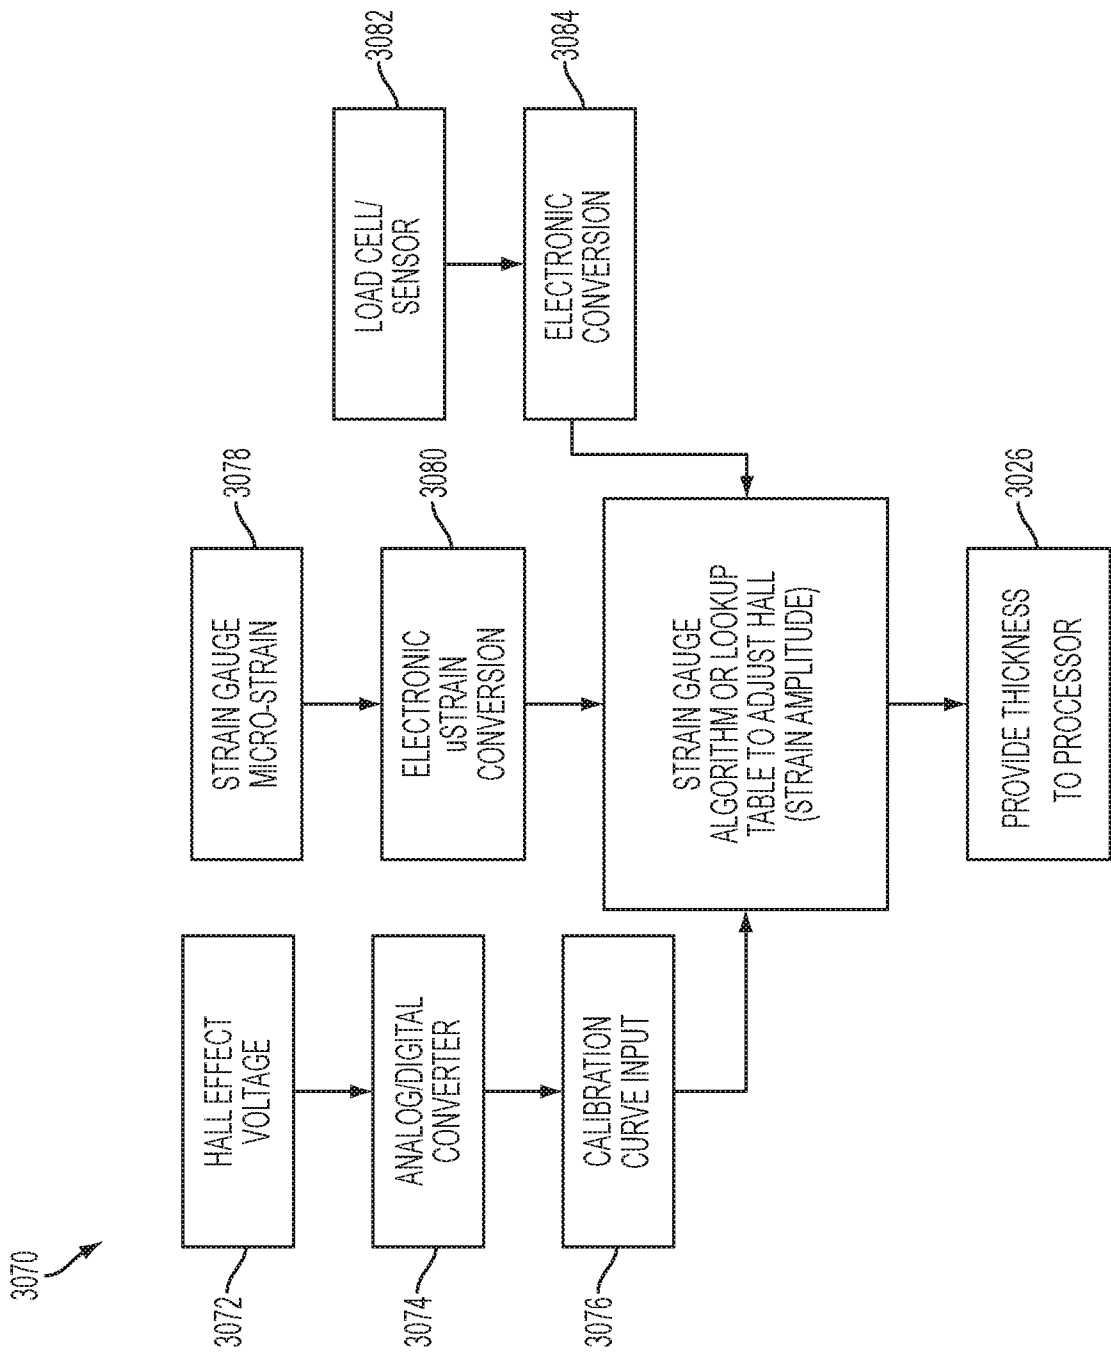 3070
3072
HALL EFFECT
VOLTAGE
3074
ANALOG/DIGITAL
CONVERTER
3076
CALIBRATION
CURVE INPUT
3078
STRAIN GAUGE
MICRO-STRAIN
3080
ELECTRONIC
uSTRAIN
CONVERSION
STRAIN GAUGE
ALGORITHM OR LOOKUP
TABLE TO ADJUST HALL
(STRAIN AMPLITUDE)
3026
PROVIDE THICKNESS
TO PROCESSOR
3082
LOAD CELL/
SENSOR
3084
ELECTRONIC
CONVERSION